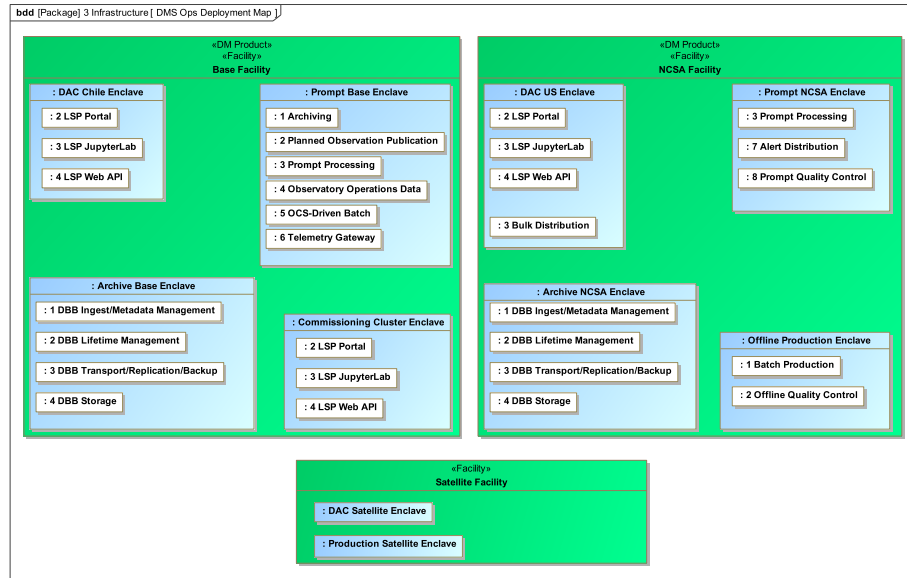 bdd [Package] 3 Infrastructure [ DMS Ops Deployment Map ]
«DM Product»
«Facility»
Base Facility
: DAC Chile Enclave
: 2 LSP Portal
: 3 LSP JupyterLab
: 4 LSP Web API
: Prompt Base Enclave
: 1 Archiving
: 2 Planned Observation Publication
: 3 Prompt Processing
: 4 Observatory Operations Data
: 5 OCS-Driven Batch
: 6 Telemetry Gateway
: Archive Base Enclave
: 1 DBB Ingest/Metadata Management
: 2 DBB Lifetime Management
: 3 DBB Transport/Replication/Backup
: 4 DBB Storage
: Commissioning Cluster Enclave
: 2 LSP Portal
: 3 LSP JupyterLab
: 4 LSP Web API
«DM Product»
«Facility»
NCSA Facility
: DAC US Enclave
: 2 LSP Portal
: 3 LSP JupyterLab
: 4 LSP Web API
: 3 Bulk Distribution
: Prompt NCSA Enclave
: 3 Prompt Processing
: 7 Alert Distribution
: 8 Prompt Quality Control
: Archive NCSA Enclave
: 1 DBB Ingest/Metadata Management
: 2 DBB Lifetime Management
: 3 DBB Transport/Replication/Backup
: 4 DBB Storage
: Offline Production Enclave
: 1 Batch Production
: 2 Offline Quality Control
«Facility»
Satellite Facility
: DAC Satellite Enclave
: Production Satellite Enclave